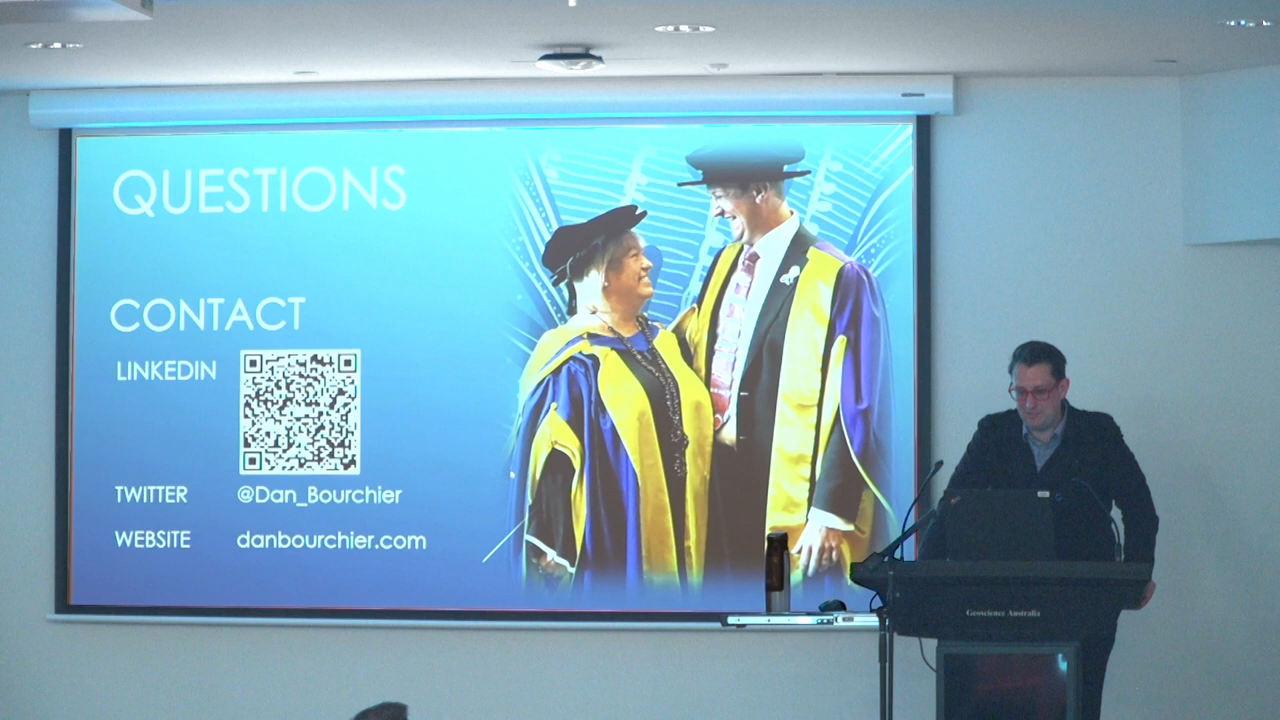 QUESTIONS
CONTACT
LINKEDIN
TWITTER @Dan_Bourchier
WEBSITE danbourchier.com
Geoscience Australia